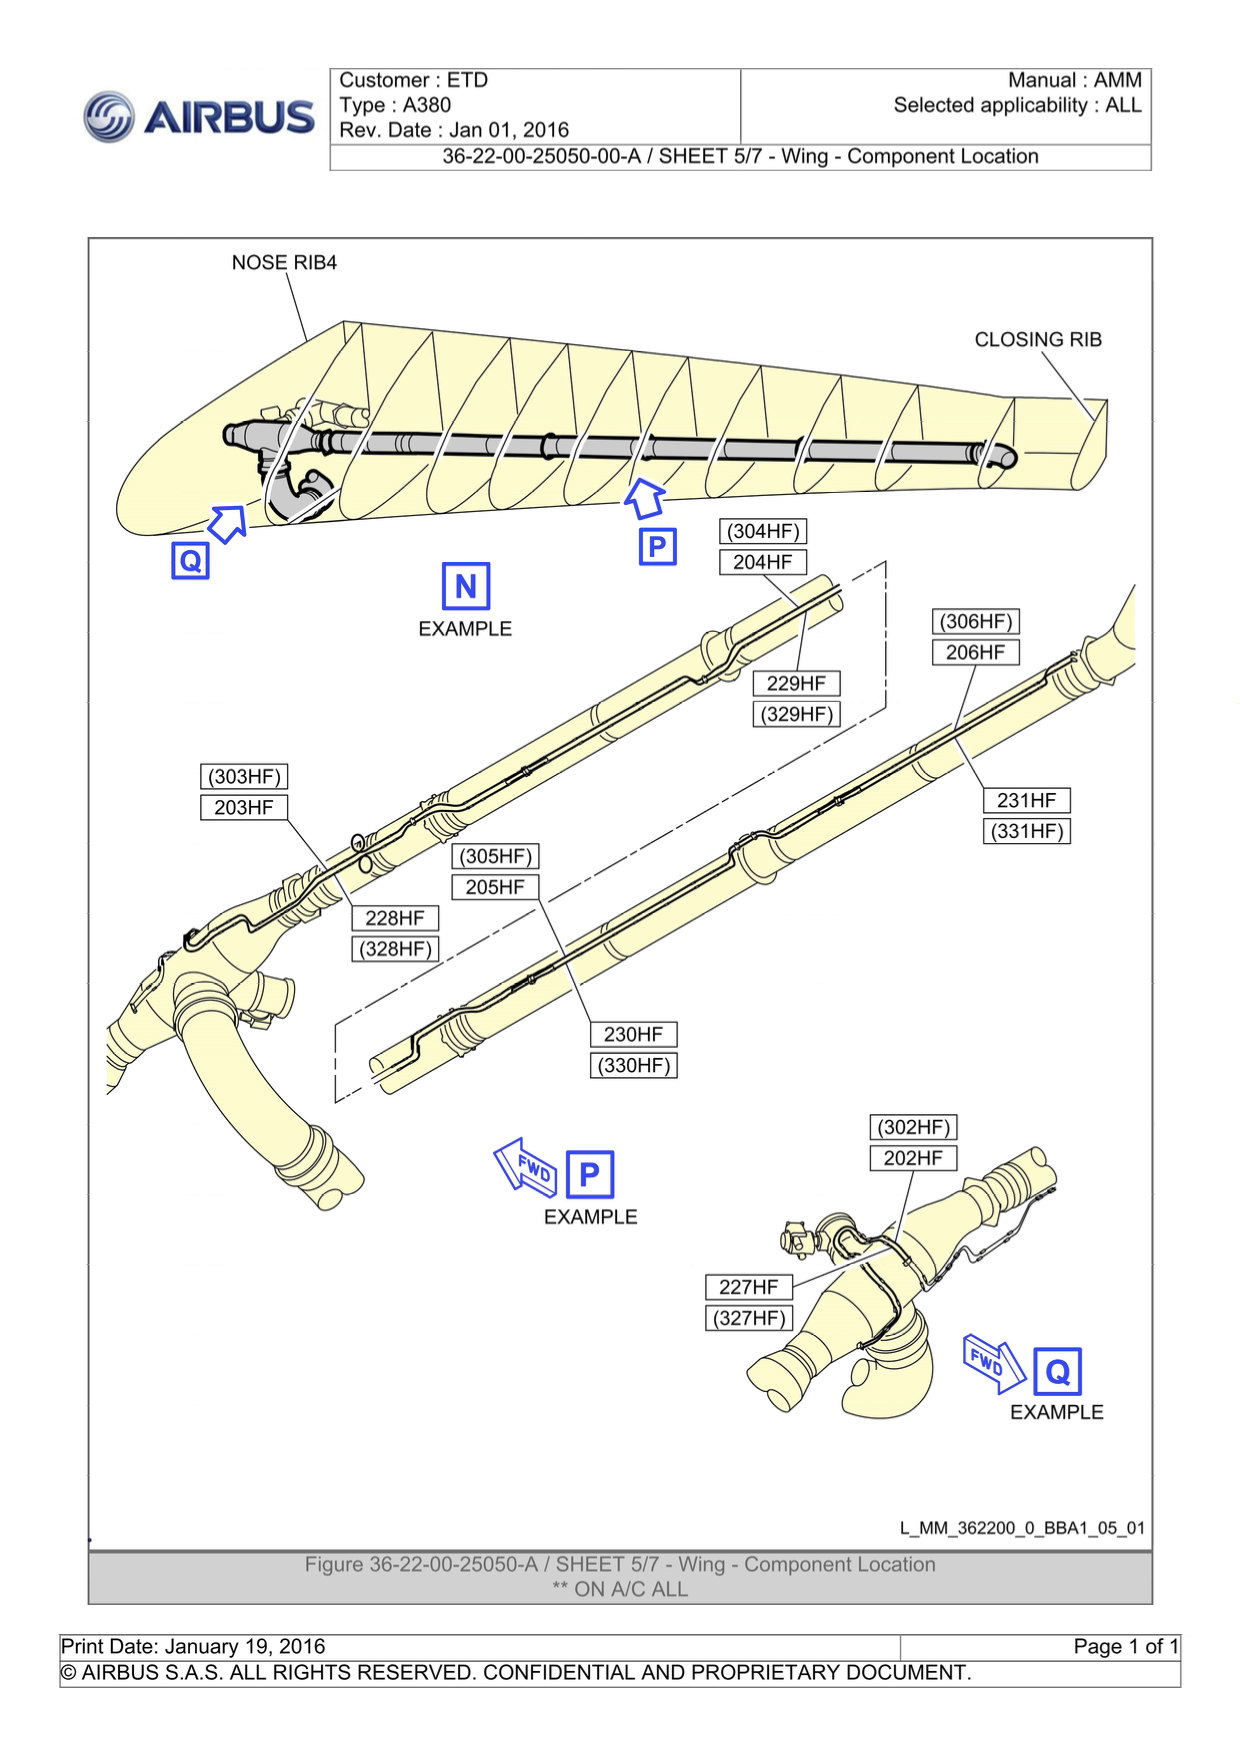 AIRBUS
Customer : ETD
Type : A380
Rev. Date : Jan 01, 2016
Manual : AMM
Selected applicability : ALL
36-22-00-25050-00-A / SHEET 5/7 - Wing - Component Location
NOSE RIB4
CLOSING RIB
Q
P
N
EXAMPLE
(304HF)
204HF
229HF
(329HF)
(306HF)
206HF
231HF
(331HF)
(303HF)
203HF
228HF
(328HF)
(305HF)
205HF
230HF
(330HF)
FWD
P
EXAMPLE
(302HF)
202HF
227HF
(327HF)
FWD
Q
EXAMPLE
L_MM_362200_0_BBA1_05_01
Figure 36-22-00-25050-A / SHEET 5/7 - Wing - Component Location
** ON A/C ALL
Print Date: January 19, 2016
Page 1 of 1
© AIRBUS S.A.S. ALL RIGHTS RESERVED. CONFIDENTIAL AND PROPRIETARY DOCUMENT.